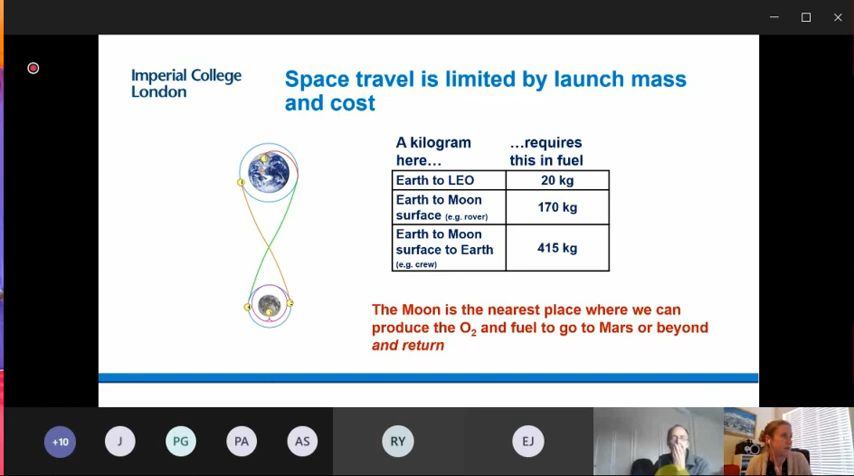 Imperial College
London
Space travel is limited by launch mass
and cost
A kilogram
here…
…requires
this in fuel
Earth to LEO
20 kg
Earth to Moon
surface (e.g. rover)
170 kg
Earth to Moon
surface to Earth
(e.g. crew)
415 kg
The Moon is the nearest place where we can
produce the O2 and fuel to go to Mars or beyond
and return
+10
J
PG
PA
AS
RY
EJ